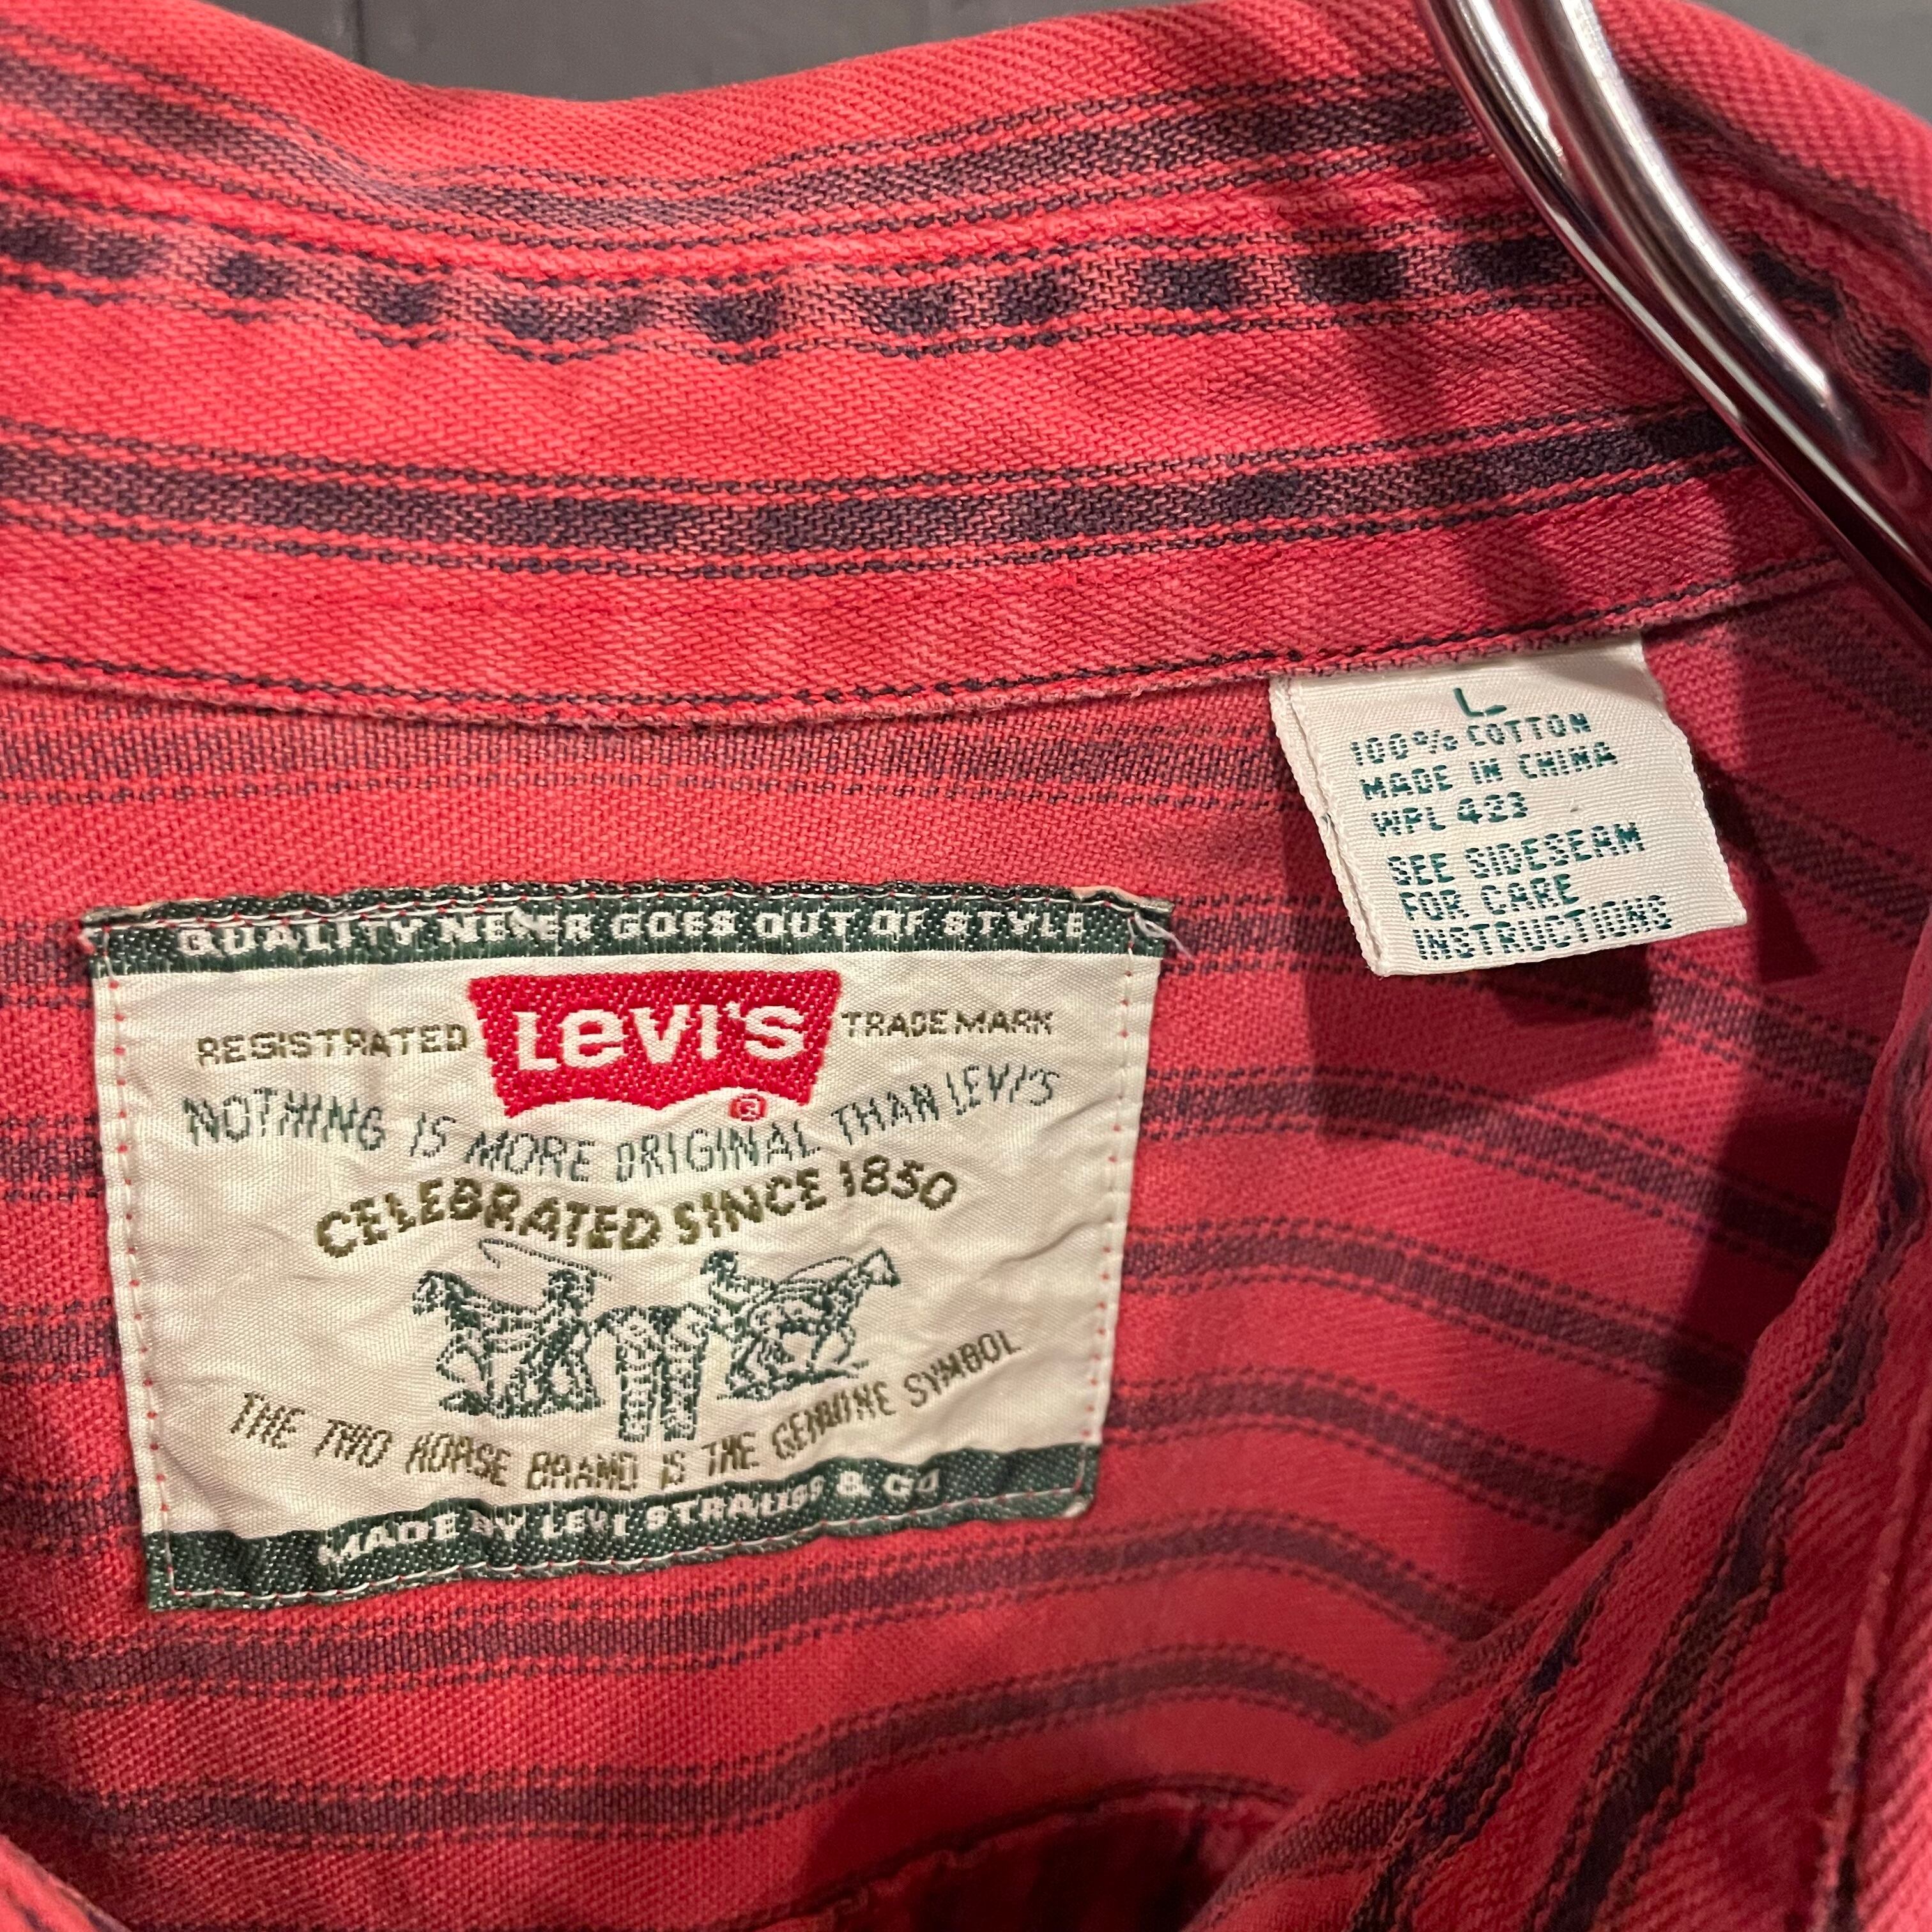 L
100% COTTON
MADE IN CHINA
WPL 423
SEE SIDESEAM
FOR CARE
INSTRUCTIONS
QUALITY NEVER GOES OUT OF STYLE
REGISTRATED LEVI'S ® TRADEMARK
NOTHING IS MORE ORIGINAL THAN LEVI'S
CELEBRATED SINCE 1850
THE TWO HORSE BRAND IS THE GENUINE SYMBOL
MADE BY LEVI STRAUSS & CO